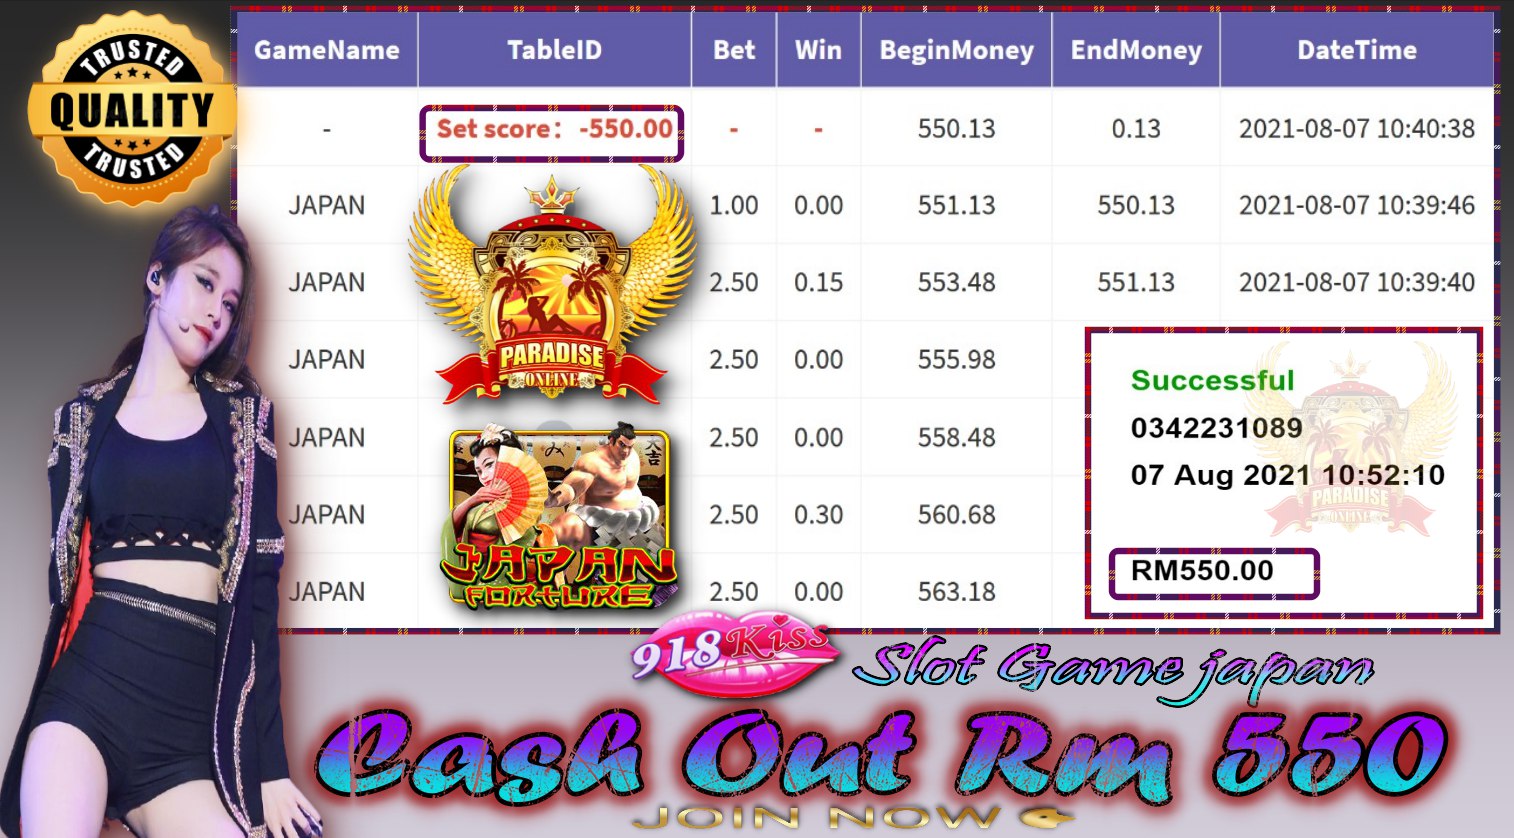 TRUSTED
QUALITY
TRUSTED
GameName TableID Bet Win BeginMoney EndMoney DateTime
- Set score: -550.00 - - 550.13 0.13 2021-08-07 10:40:38
JAPAN 1.00 0.00 551.13 550.13 2021-08-07 10:39:46
JAPAN 2.50 0.15 553.48 551.13 2021-08-07 10:39:40
JAPAN 2.50 0.00 555.98
JAPAN 2.50 0.00 558.48
JAPAN 2.50 0.30 560.68
JAPAN 2.50 0.00 563.18
PARADISE
ONLINE
大吉
JAPAN
FORTURE
Successful
0342231089
07 Aug 2021 10:52:10
PARADISE
ONLINE
RM550.00
918Kiss
Slot Game japan
Cash Out Rm 550
JOIN NOW